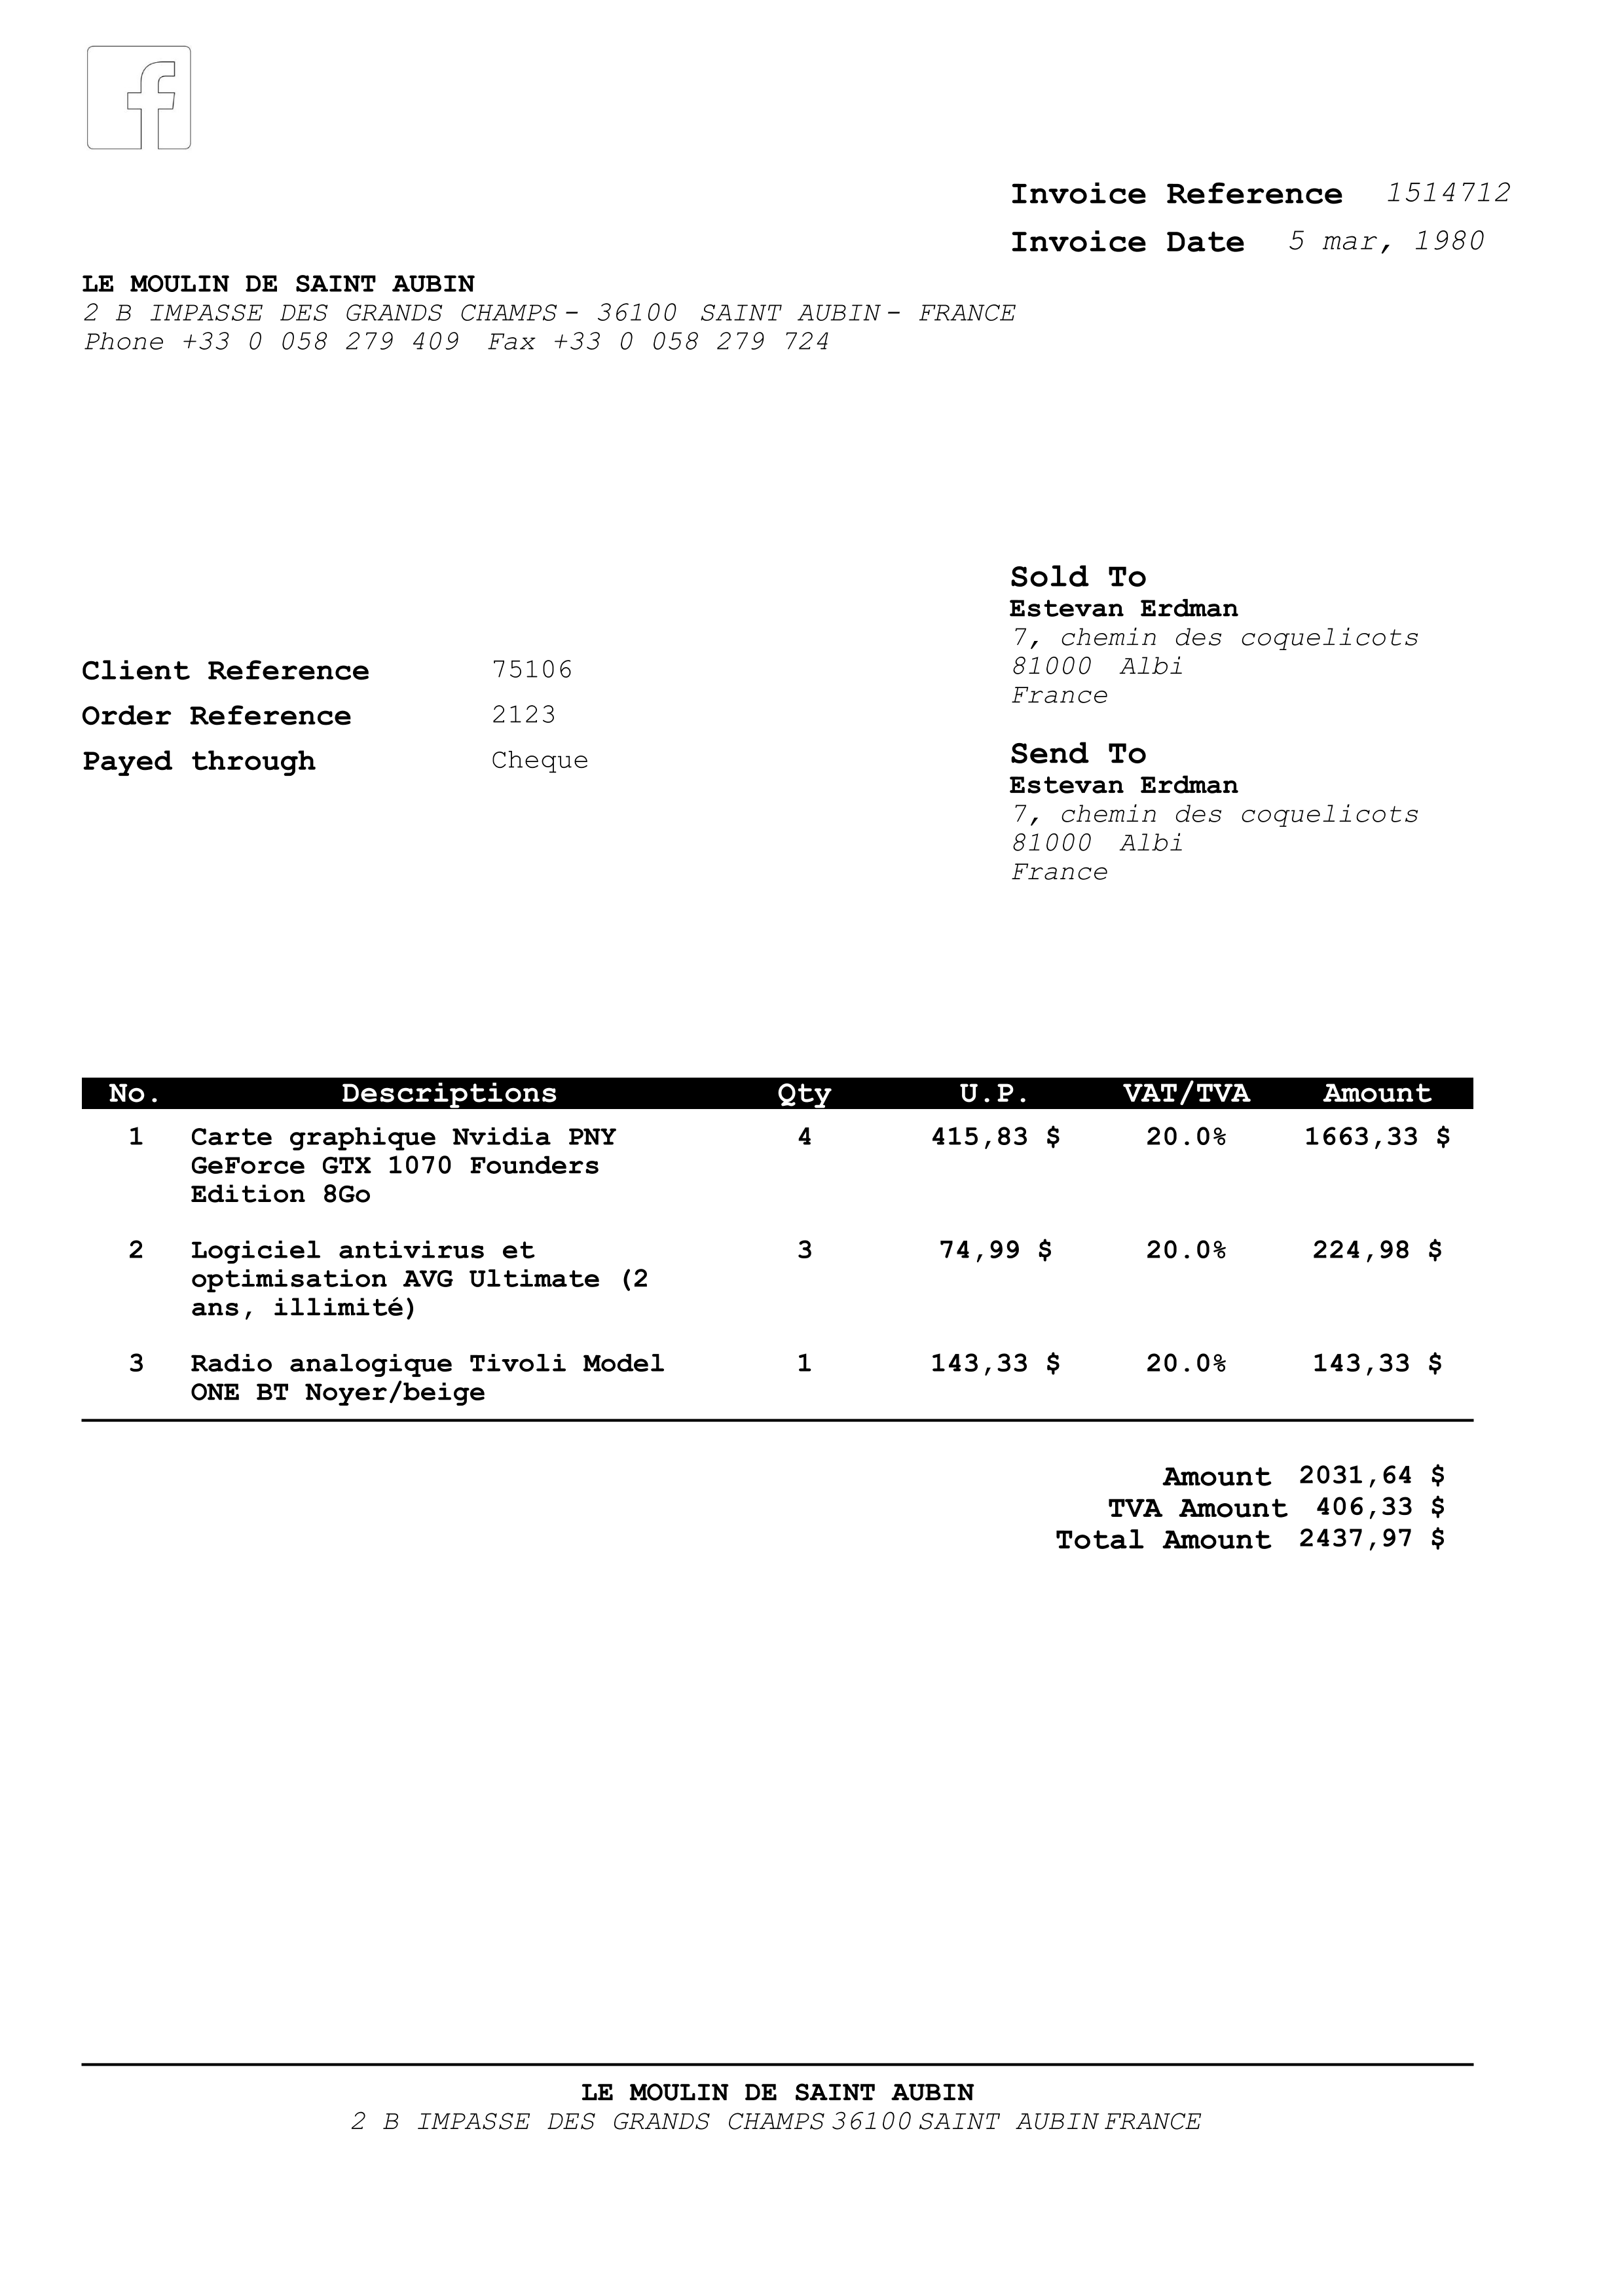 Invoice Reference 1514712
Invoice Date 5 mar, 1980
LE MOULIN DE SAINT AUBIN
2 B IMPASSE DES GRANDS CHAMPS - 36100 SAINT AUBIN - FRANCE
Phone +33 0 058 279 409 Fax +33 0 058 279 724
Sold To
Estevan Erdman
7, chemin des coquelicots
81000 Albi
France
Client Reference 75106
Order Reference 2123
Payed through Cheque
Send To
Estevan Erdman
7, chemin des coquelicots
81000 Albi
France
No. Descriptions Qty U.P. VAT/TVA Amount
1 Carte graphique Nvidia PNY 4 415,83 $ 20.0% 1663,33 $
GeForce GTX 1070 Founders
Edition 8Go
2 Logiciel antivirus et 3 74,99 $ 20.0% 224,98 $
optimisation AVG Ultimate (2
ans, illimité)
3 Radio analogique Tivoli Model 1 143,33 $ 20.0% 143,33 $
ONE BT Noyer/beige
Amount 2031,64 $
TVA Amount 406,33 $
Total Amount 2437,97 $
LE MOULIN DE SAINT AUBIN
2 B IMPASSE DES GRANDS CHAMPS 36100 SAINT AUBIN FRANCE